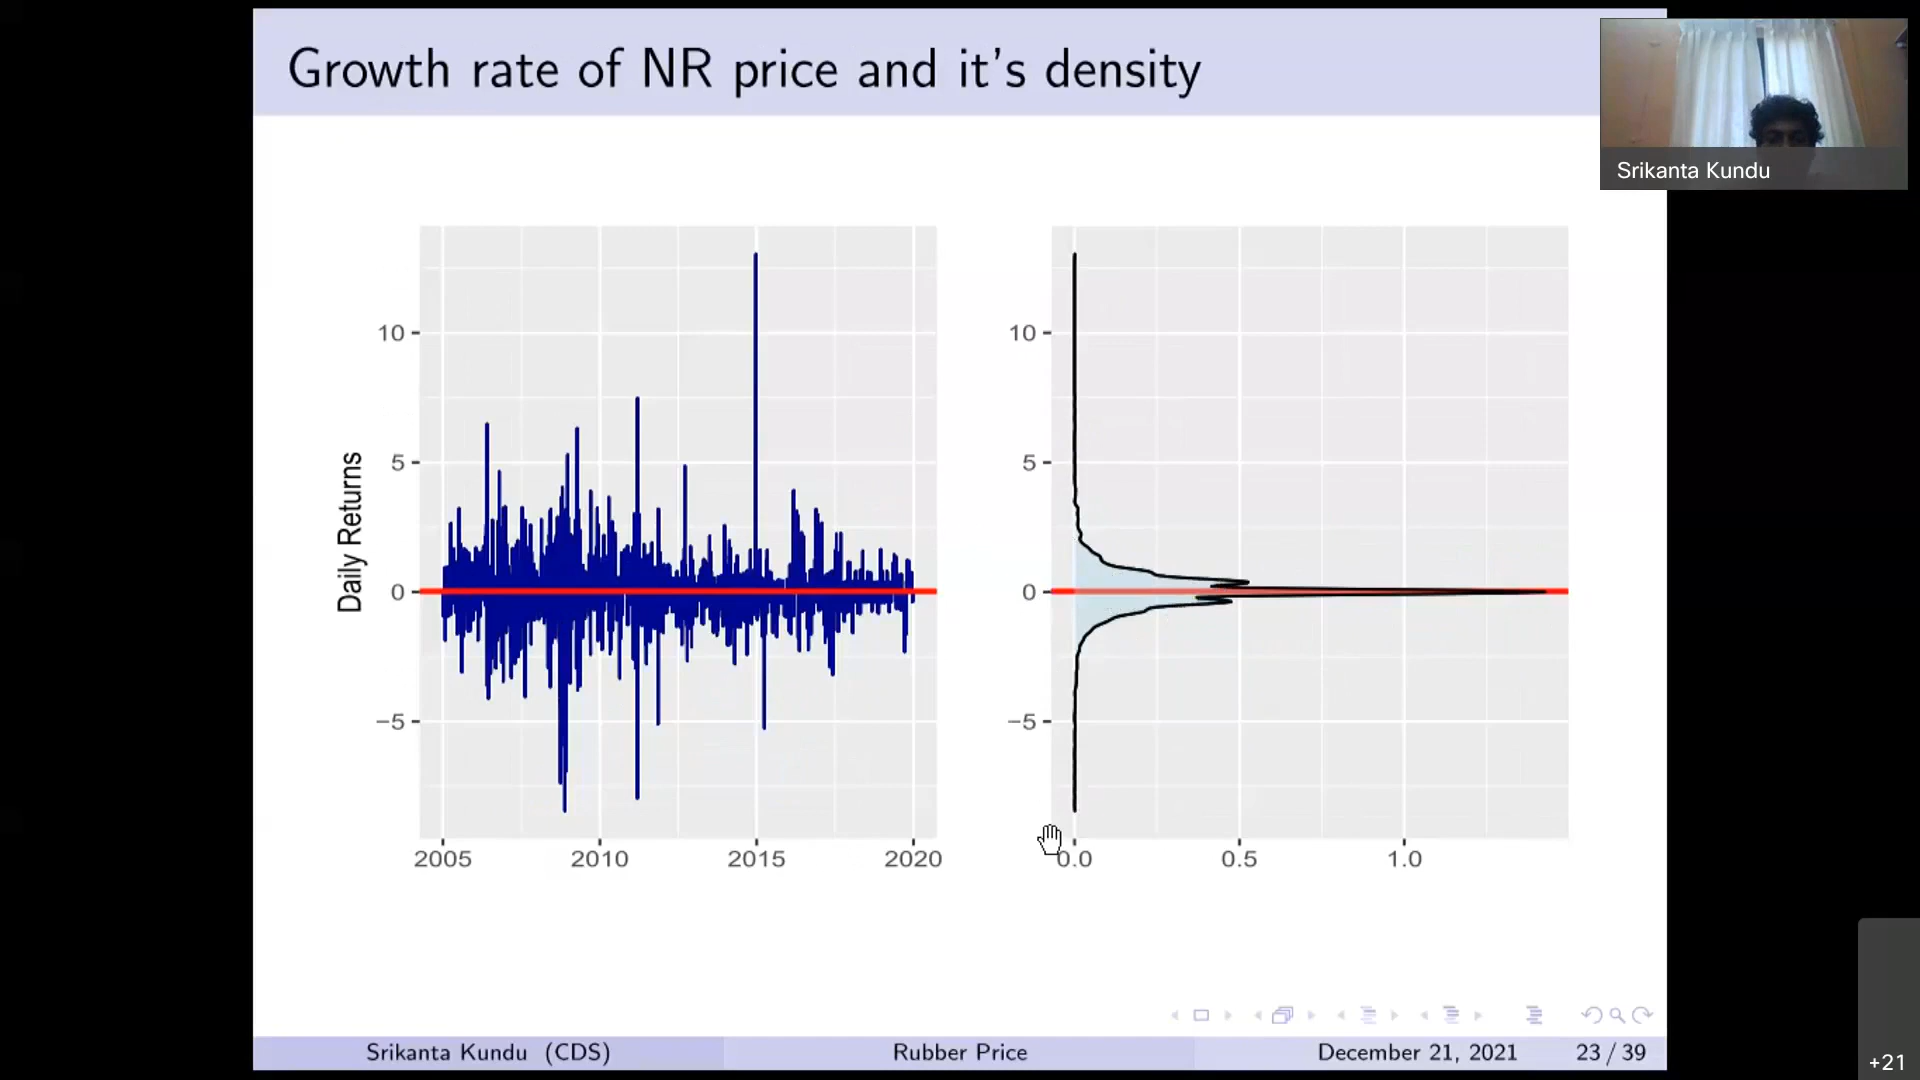 Growth rate of NR price and it's density
Srikanta Kundu
Daily Returns
10
5
0
−5
2005 2010 2015 2020
10
5
0
−5
0.0 0.5 1.0
Srikanta Kundu (CDS) Rubber Price December 21, 2021 23 / 39
+21